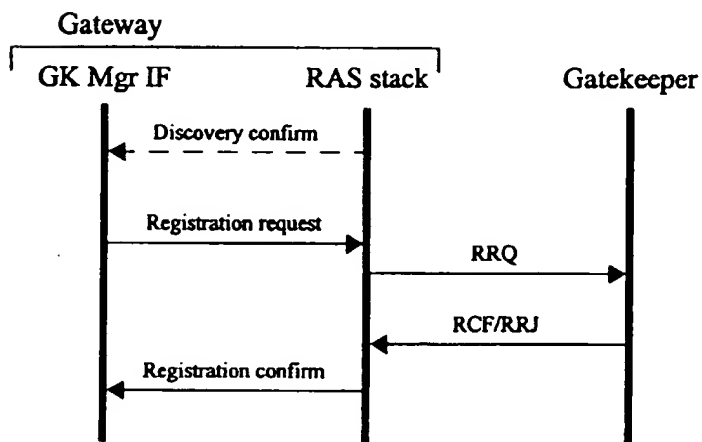 Gateway
GK Mgr IF
RAS stack
Gatekeeper
Discovery confirm
Registration request
RRQ
RCF/RRJ
Registration confirm